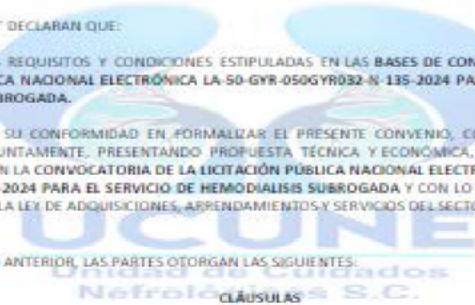 DECLARAN QUE:
REQUISITOS Y CONDICIONES ESTIPULADAS EN LAS BASES DE CON
CA NACIONAL ELECTRÓNICA LA-50-GYR-050GYR032-N-135-2024 PA
BROGADA.
SU CONFORMIDAD EN FORMALIZAR EL PRESENTE CONVENIO,
UNTAMENTE, PRESENTANDO PROPUESTA TÉCNICA Y ECONÓMICA,
N LA CONVOCATORIA DE LA LICITACIÓN PÚBLICA NACIONAL ELECTR
-2024 PARA EL SERVICIO DE HEMODIALISIS SUBROGADA Y CON LO
LA LEY DE ADQUISICIONES, ARRENDAMIENTOS Y SERVICIOS DEL SECTO
UCUNE
ANTERIOR, LAS PARTES OTORGAN LAS SIGUIENTES:
Unidad de Cuidados
Nefrológicos S.C.
CLÁUSULAS